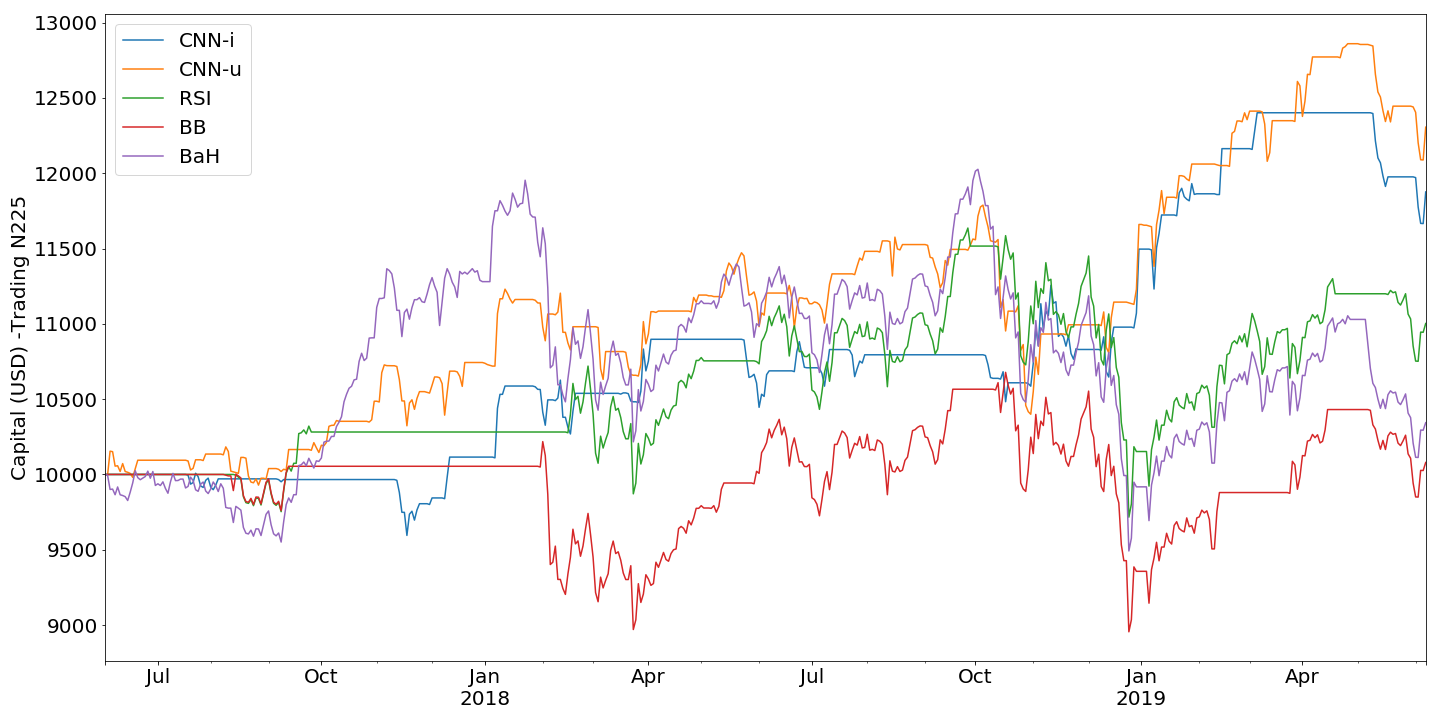 13000
12500
12000
11500
11000
10500
10000
9500
9000
Capital (USD) -Trading N225
CNN-i
CNN-u
RSI
BB
BaH
Jul Oct Jan Apr Jul Oct Jan Apr
2018 2019